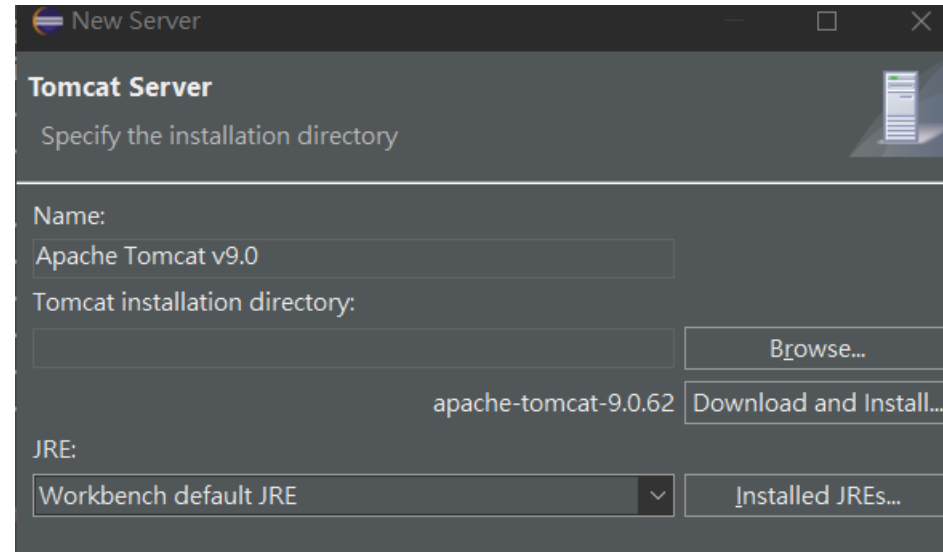 New Server
Tomcat Server
Specify the installation directory
Name:
Apache Tomcat v9.0
Tomcat installation directory:
Browse...
apache-tomcat-9.0.62 Download and Install...
JRE:
Workbench default JRE Installed JREs...